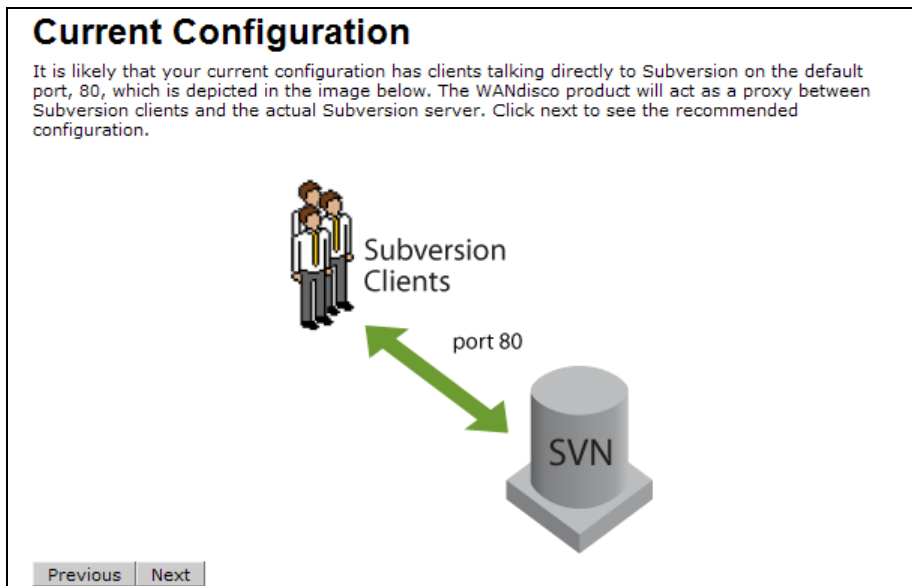 Current Configuration
It is likely that your current configuration has clients talking directly to Subversion on the default
port, 80, which is depicted in the image below. The WANdisco product will act as a proxy between
Subversion clients and the actual Subversion server. Click next to see the recommended
configuration.
Subversion
Clients
port 80
SVN
Previous Next